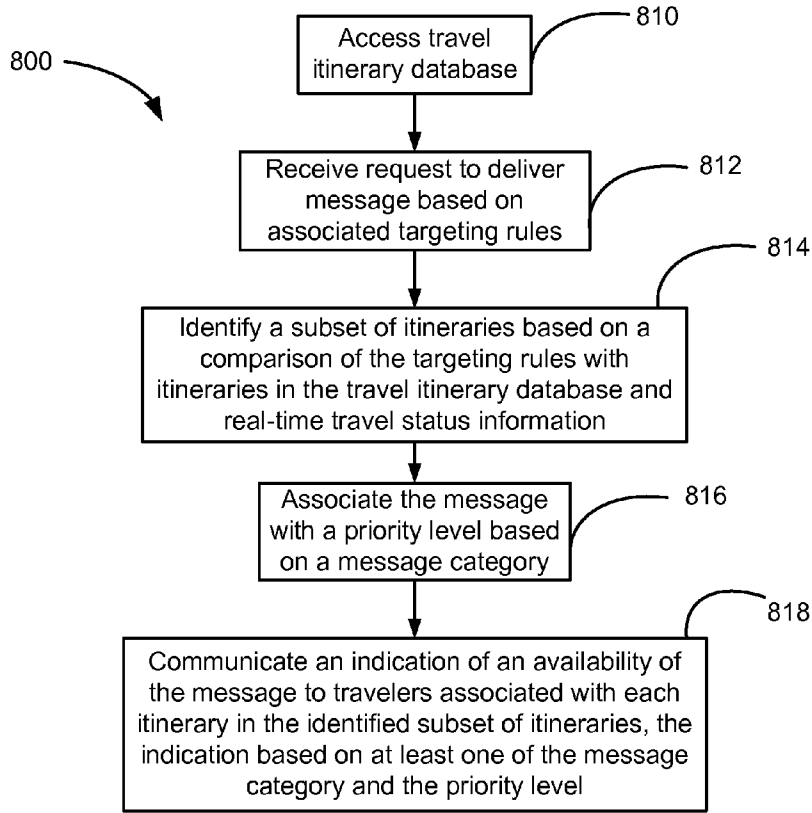 810
Access travel
itinerary database
800
Receive request to deliver
message based on
associated targeting rules
812
814
Identify a subset of itineraries based on a
comparison of the targeting rules with
itineraries in the travel itinerary database and
real-time travel status information
816
Associate the message
with a priority level based
on a message category
818
Communicate an indication of an availability of
the message to travelers associated with each
itinerary in the identified subset of itineraries, the
indication based on at least one of the message
category and the priority level